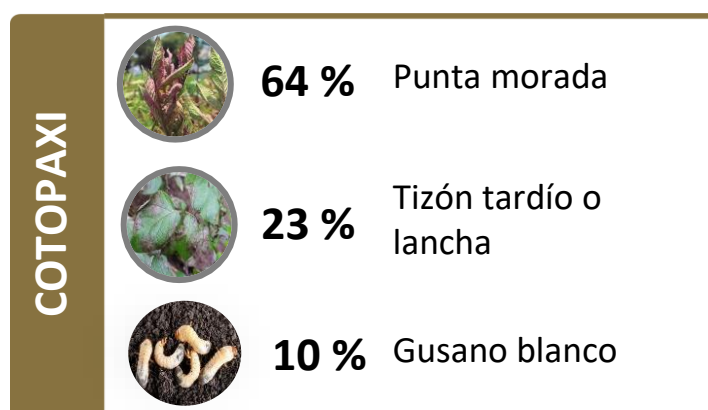 COTOPAXI
64 % Punta morada
23 % Tizón tardío o
lancha
10 % Gusano blanco